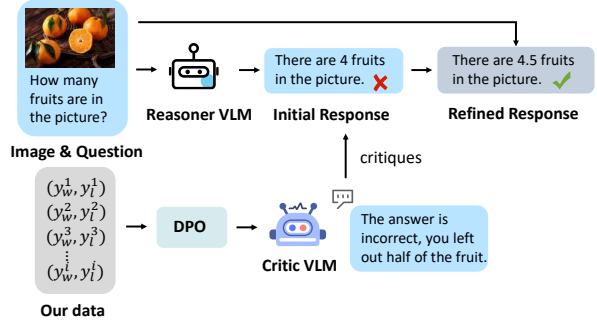 How many
fruits are in
the picture?
Image & Question
Reasoner VLM
There are 4 fruits
in the picture.
Initial Response
There are 4.5 fruits
in the picture.
Refined Response
critiques
(y_w^1, y_l^1)
(y_w^2, y_l^2)
(y_w^3, y_l^3)
⋮
(y_w^i, y_l^i)
Our data
DPO
Critic VLM
The answer is
incorrect, you left
out half of the fruit.